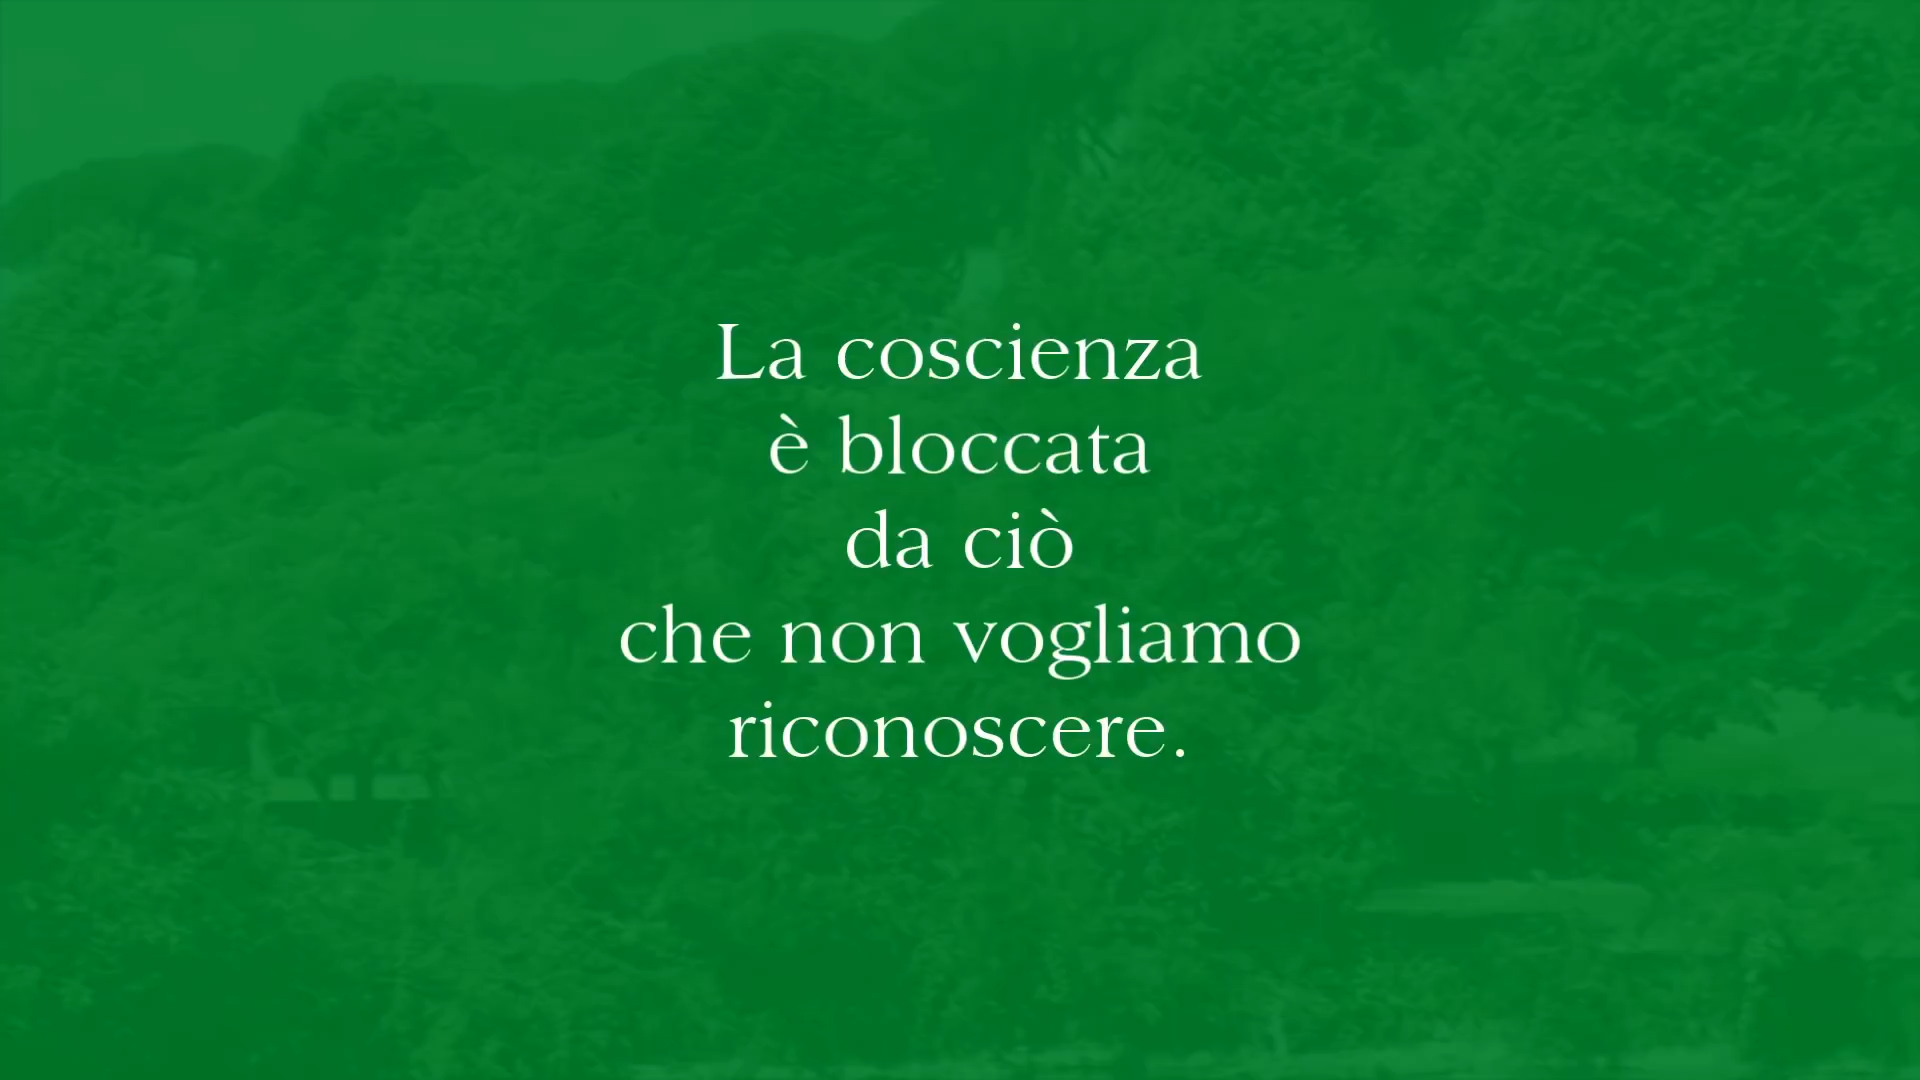 La coscienza
è bloccata
da ciò
che non vogliamo
riconoscere.